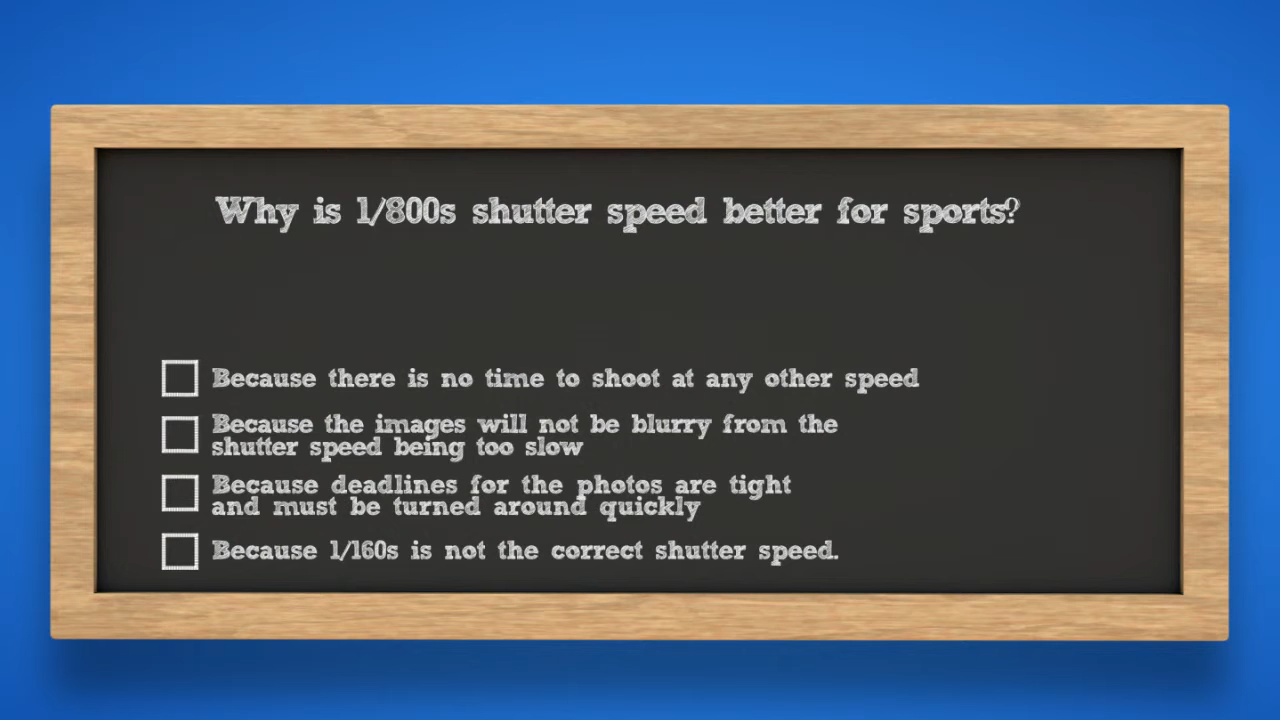 Why is 1/800s shutter speed better for sports?
Because there is no time to shoot at any other speed
Because the images will not be blurry from the
shutter speed being too slow
Because deadlines for the photos are tight
and must be turned around quickly
Because 1/160s is not the correct shutter speed.